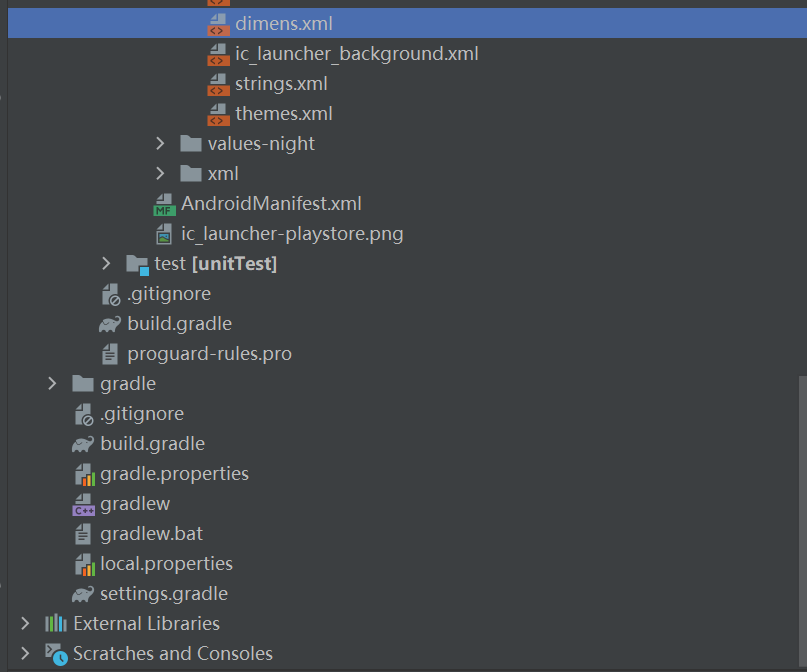 dimens.xml
ic_launcher_background.xml
strings.xml
themes.xml
values-night
xml
MF AndroidManifest.xml
ic_launcher-playstore.png
test [unitTest]
.gitignore
build.gradle
proguard-rules.pro
gradle
.gitignore
build.gradle
gradle.properties
C++ gradlew
gradlew.bat
local.properties
settings.gradle
External Libraries
Scratches and Consoles